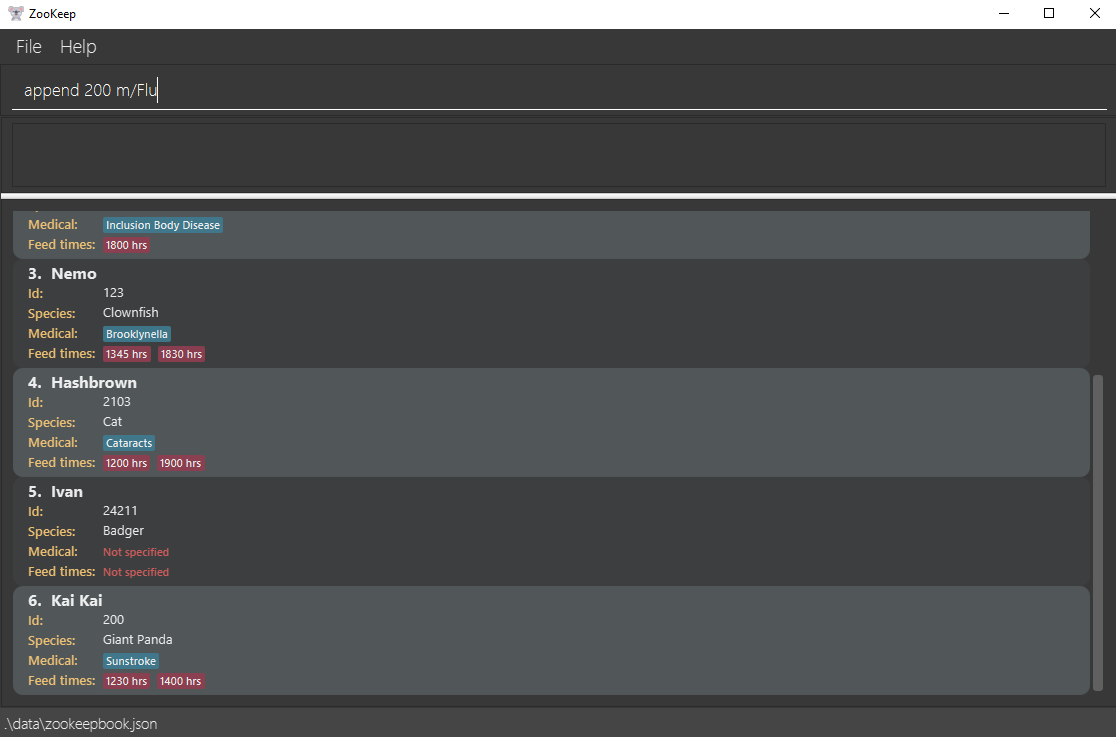 ZooKeep
File Help
append 200 m/Flu
Medical: Inclusion Body Disease
Feed times: 1800 hrs
3. Nemo
Id: 123
Species: Clownfish
Medical: Brooklynella
Feed times: 1345 hrs 1830 hrs
4. Hashbrown
Id: 2103
Species: Cat
Medical: Cataracts
Feed times: 1200 hrs 1900 hrs
5. Ivan
Id: 24211
Species: Badger
Medical: Not specified
Feed times: Not specified
6. Kai Kai
Id: 200
Species: Giant Panda
Medical: Sunstroke
Feed times: 1230 hrs 1400 hrs
.\data\zookeepbook.json